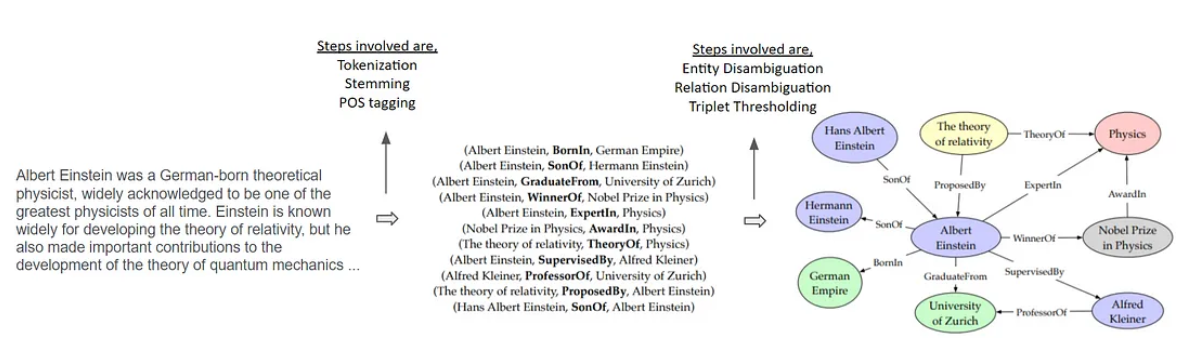 Steps involved are,
Tokenization
Stemming
POS tagging
Steps involved are,
Entity Disambiguation
Relation Disambiguation
Triplet Thresholding
Albert Einstein was a German-born theoretical
physicist, widely acknowledged to be one of the
greatest physicists of all time. Einstein is known
widely for developing the theory of relativity, but he
also made important contributions to the
development of the theory of quantum mechanics ...
(Albert Einstein, BornIn, German Empire)
(Albert Einstein, SonOf, Hermann Einstein)
(Albert Einstein, GraduateFrom, University of Zurich)
(Albert Einstein, WinnerOf, Nobel Prize in Physics)
(Albert Einstein, ExpertIn, Physics)
(Nobel Prize in Physics, AwardIn, Physics)
(The theory of relativity, TheoryOf, Physics)
(Albert Einstein, SupervisedBy, Alfred Kleiner)
(Alfred Kleiner, ProfessorOf, University of Zurich)
(The theory of relativity, ProposedBy, Albert Einstein)
(Hans Albert Einstein, SonOf, Albert Einstein)
Hans Albert
Einstein
The theory
of relativity
TheoryOf
Physics
SonOf
ProposedBy
ExpertIn
AwardIn
Hermann
Einstein
SonOf
Albert
Einstein
WinnerOf
Nobel Prize
in Physics
BornIn
German
Empire
GraduateFrom
SupervisedBy
University
of Zurich
ProfessorOf
Alfred
Kleiner